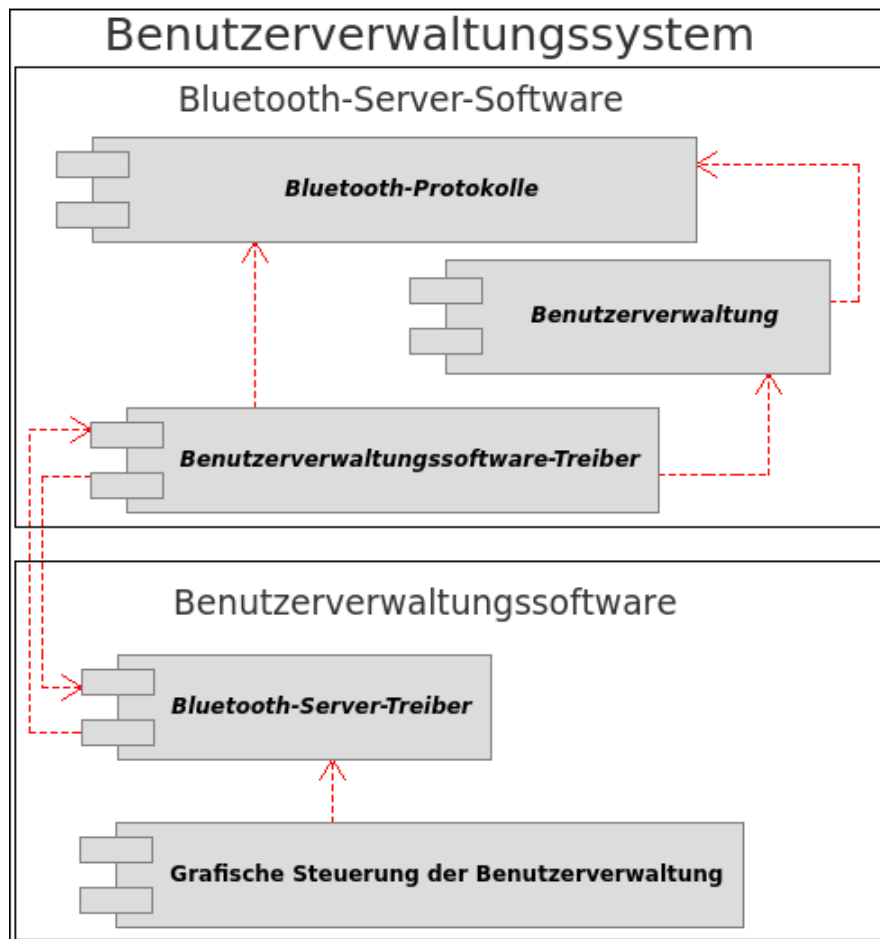 Benutzerverwaltungssystem
Bluetooth-Server-Software
Bluetooth-Protokolle
Benutzerverwaltung
Benutzerverwaltungssoftware-Treiber
Benutzerverwaltungssoftware
Bluetooth-Server-Treiber
Grafische Steuerung der Benutzerverwaltung